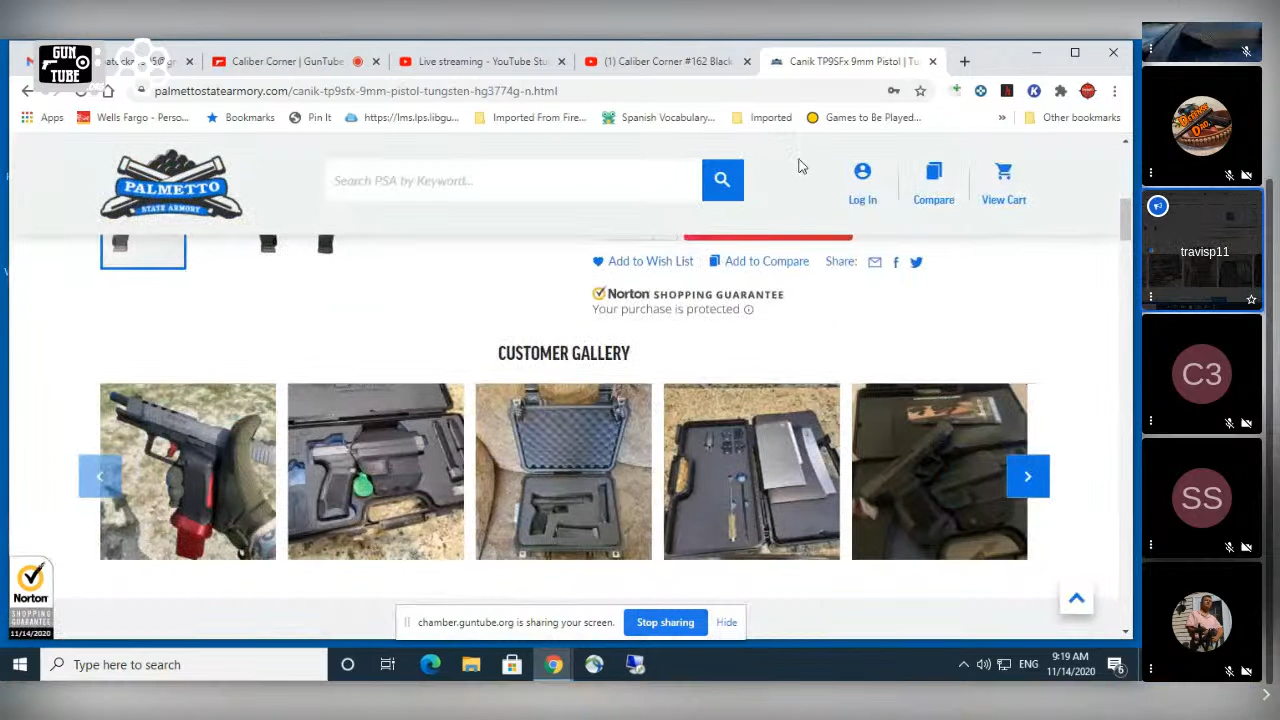 GUN
TUBE
Caliber Corner | GunTube
Live streaming - YouTube Stu
(1) Caliber Corner #162 Black
Canik TP9SFx 9mm Pistol | Tu
palmettostatearmory.com/canik-tp9sfx-9mm-pistol-tungsten-hg3774g-n.html
Apps
Wells Fargo - Perso...
Bookmarks
Pin It
https://lms.lps.libgu...
Imported From Fire...
Spanish Vocabulary...
Imported
Games to Be Played...
Other bookmarks
PALMETTO
STATE ARMORY
Search PSA by Keyword...
Log In
Compare
View Cart
Add to Wish List
Add to Compare
Share:
Norton SHOPPING GUARANTEE
Your purchase is protected
CUSTOMER GALLERY
Norton
SHOPPING
GUARANTEE
11/14/2020
chamber.guntube.org is sharing your screen.
Stop sharing
Hide
Type here to search
ENG
9:19 AM
11/14/2020
6
travisp11
C3
SS